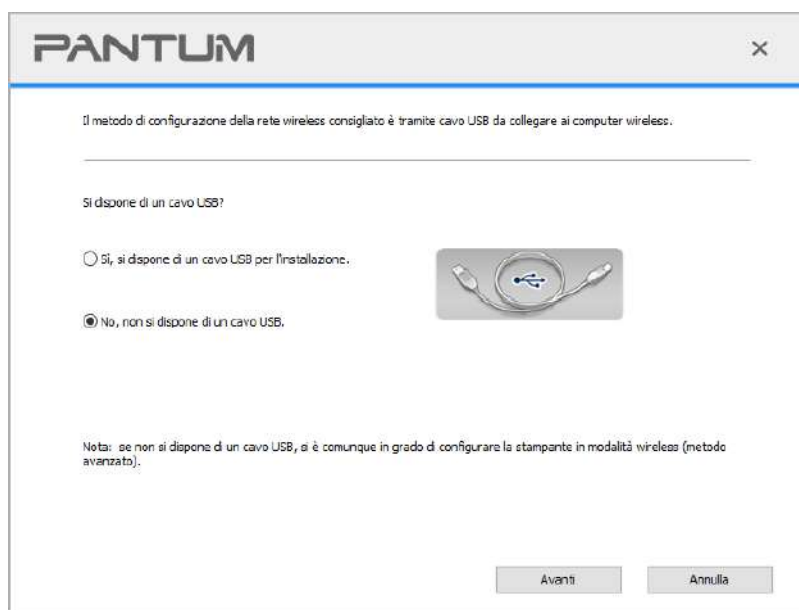 PANTUM
Il metodo di configurazione della rete wireless consigliato è tramite cavo USB da collegare ai computer wireless.
Si dispone di un cavo USB?
Sì, si dispone di un cavo USB per l'installazione.
No, non si dispone di un cavo USB.
Nota: se non si dispone di un cavo USB, si è comunque in grado di configurare la stampante in modalità wireless (metodo
avanzato).
Avanti
Annulla